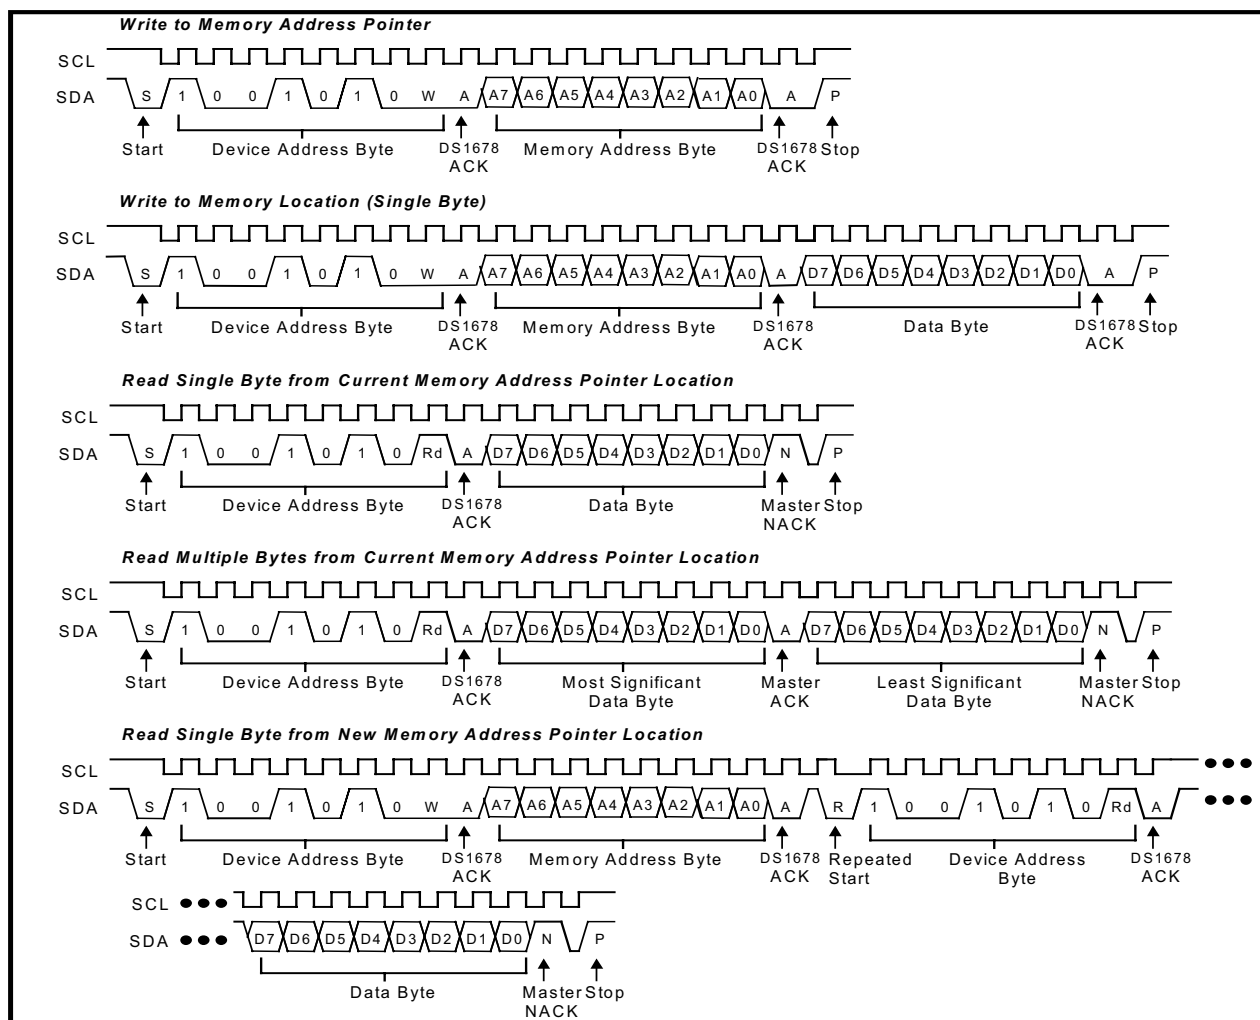 Write to Memory Address Pointer
SCL
SDA S 1 0 0 1 0 1 0 W A A7 A6 A5 A4 A3 A2 A1 A0 A P
Start Device Address Byte DS1678 ACK Memory Address Byte DS1678 ACK Stop
Write to Memory Location (Single Byte)
SCL
SDA S 1 0 0 1 0 1 0 W A A7 A6 A5 A4 A3 A2 A1 A0 A D7 D6 D5 D4 D3 D2 D1 D0 A P
Start Device Address Byte DS1678 ACK Memory Address Byte DS1678 ACK Data Byte DS1678 ACK Stop
Read Single Byte from Current Memory Address Pointer Location
SCL
SDA S 1 0 0 1 0 1 0 Rd A D7 D6 D5 D4 D3 D2 D1 D0 N P
Start Device Address Byte DS1678 ACK Data Byte Master NACK Stop
Read Multiple Bytes from Current Memory Address Pointer Location
SCL
SDA S 1 0 0 1 0 1 0 Rd A D7 D6 D5 D4 D3 D2 D1 D0 A D7 D6 D5 D4 D3 D2 D1 D0 N P
Start Device Address Byte DS1678 ACK Most Significant Data Byte Master ACK Least Significant Data Byte Master NACK Stop
Read Single Byte from New Memory Address Pointer Location
SCL
SDA S 1 0 0 1 0 1 0 W A A7 A6 A5 A4 A3 A2 A1 A0 A R 1 0 0 1 0 1 0 Rd A
Start Device Address Byte DS1678 ACK Memory Address Byte DS1678 ACK Repeated Start Device Address Byte DS1678 ACK
SCL
SDA D7 D6 D5 D4 D3 D2 D1 D0 N P
Data Byte Master NACK Stop